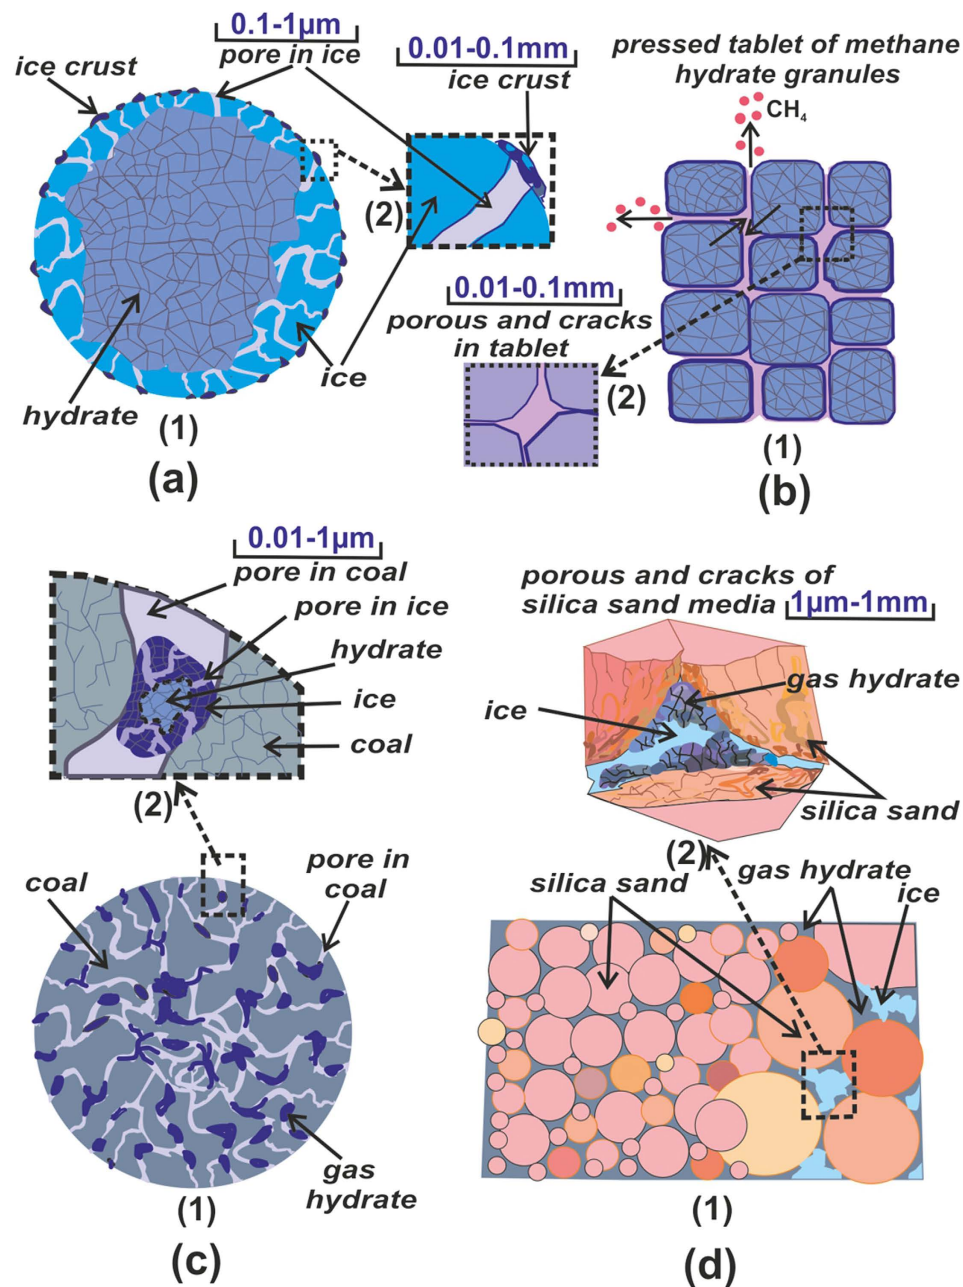 0.1-1µm
pore in ice
ice crust
0.01-0.1mm
ice crust
(2)
hydrate
ice
(1)
(a)
pressed tablet of methane
hydrate granules
CH₄
0.01-0.1mm
porous and cracks
in tablet
(2)
(1)
(b)
0.01-1µm
pore in coal
pore in ice
hydrate
ice
coal
(2)
coal
pore in
coal
gas
hydrate
(1)
(c)
porous and cracks of
silica sand media
1µm-1mm
gas hydrate
ice
silica sand
(2)
silica sand
gas hydrate
ice
(1)
(d)